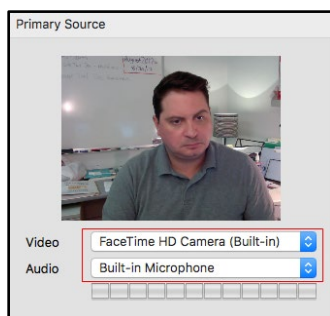 Primary Source
Video FaceTime HD Camera (Built-in)
Audio Built-in Microphone